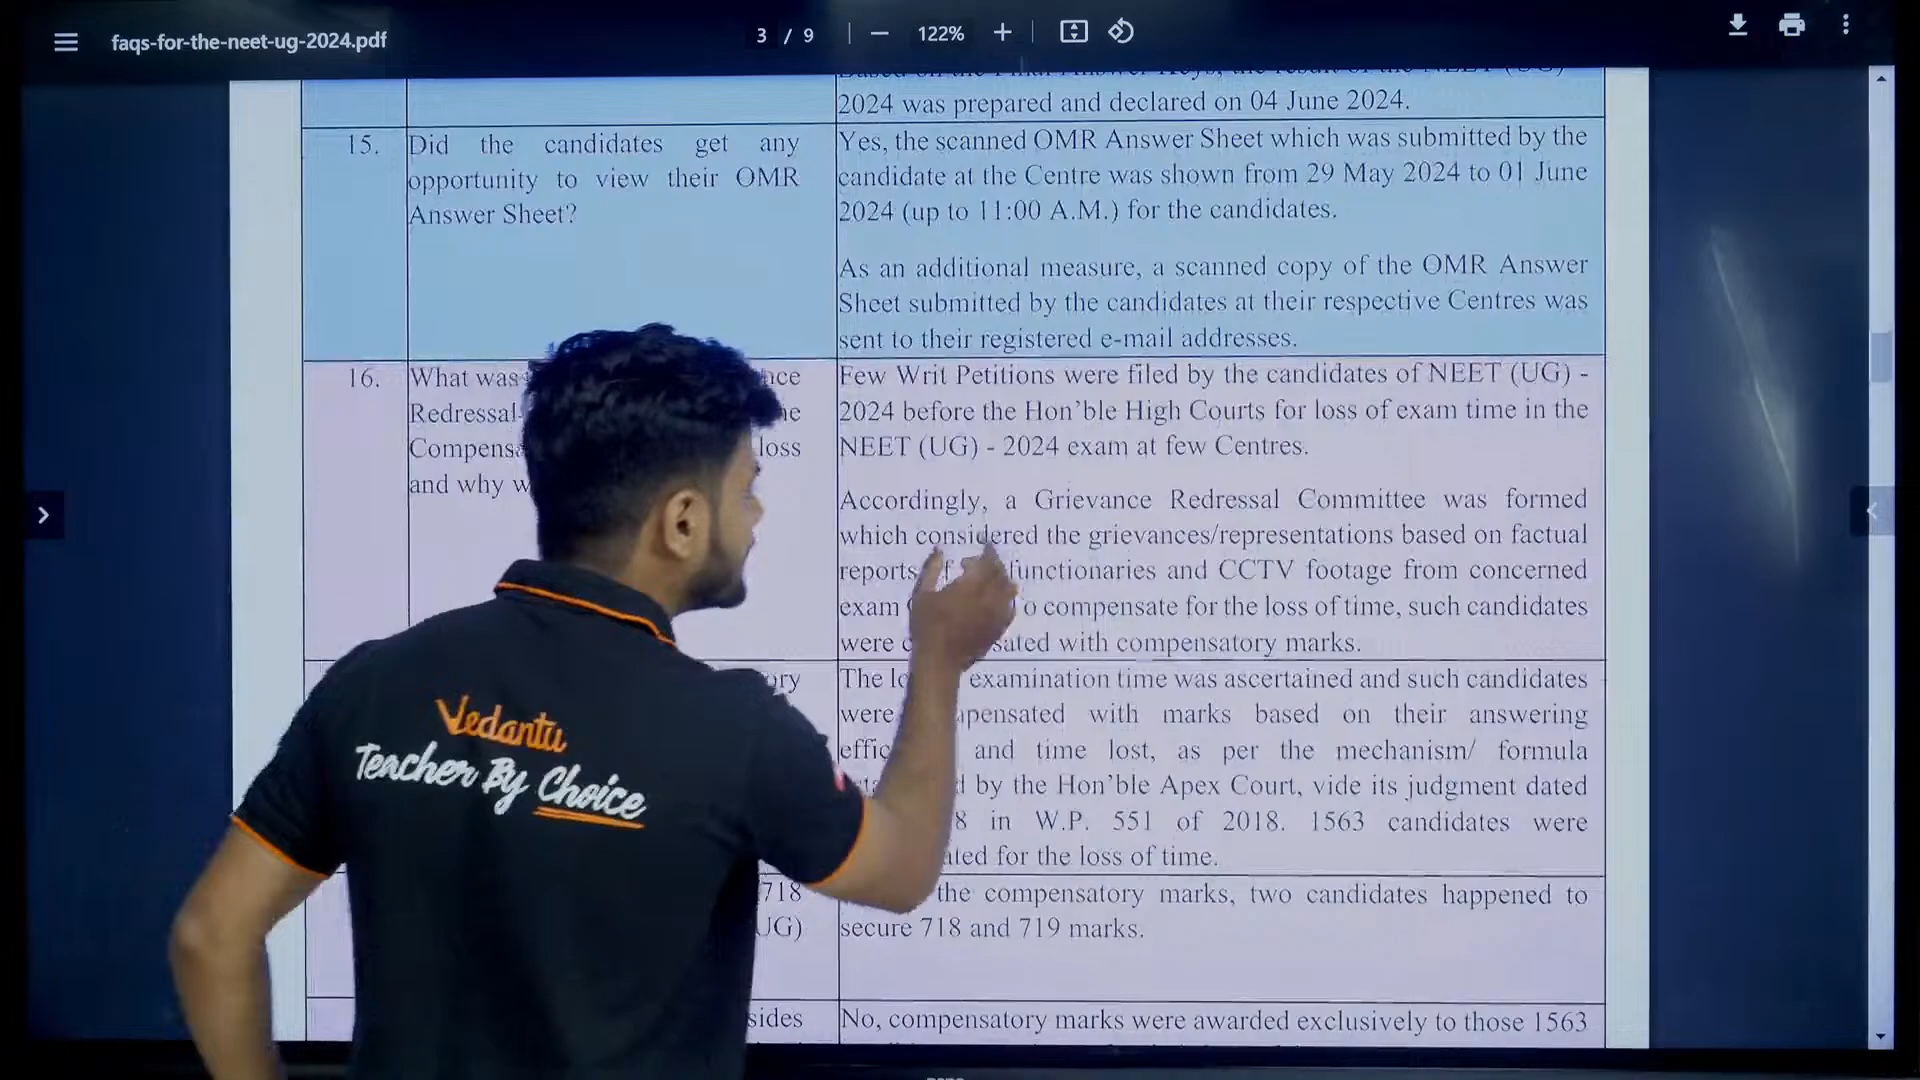 faqs-for-the-neet-ug-2024.pdf
3 / 9
122%
2024 was prepared and declared on 04 June 2024.
15.
Did the candidates get any
opportunity to view their OMR
Answer Sheet?
Yes, the scanned OMR Answer Sheet which was submitted by the
candidate at the Centre was shown from 29 May 2024 to 01 June
2024 (up to 11:00 A.M.) for the candidates.
As an additional measure, a scanned copy of the OMR Answer
Sheet submitted by the candidates at their respective Centres was
sent to their registered e-mail addresses.
16.
What was
Redressal
and why
loss
Few Writ Petitions were filed by the candidates of NEET (UG) -
2024 before the Hon'ble High Courts for loss of exam time in the
NEET (UG) - 2024 exam at few Centres.
Accordingly, a Grievance Redressal Committee was formed
which considered the grievances/representations based on factual
reports functionaries and CCTV footage from concerned
exam compensate for the loss of time, such candidates
were with compensatory marks.
The examination time was ascertained and such candidates
were with marks based on their answering
and time lost, as per the mechanism/ formula
by the Hon'ble Apex Court, vide its judgment dated
in W.P. 551 of 2018. 1563 candidates were
for the loss of time.
718
the compensatory marks, two candidates happened to
secure 718 and 719 marks.
No, compensatory marks were awarded exclusively to those 1563
Vedantu
Teacher By Choice